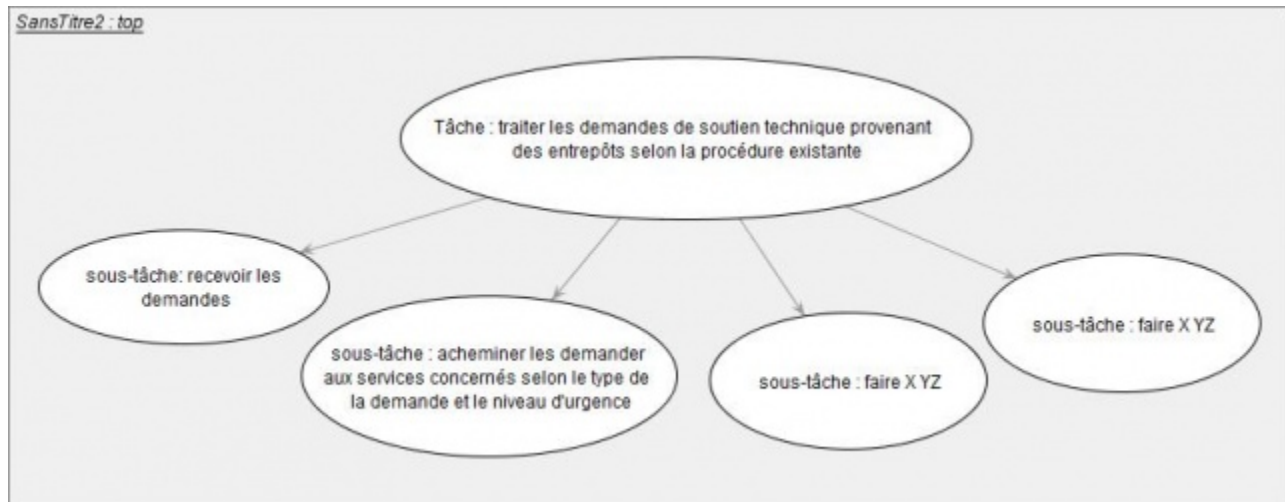 SansTitre2 : top
Tâche : traiter les demandes de soutien technique provenant
des entrepôts selon la procédure existante
sous-tâche: recevoir les
demandes
sous-tâche : acheminer les demander
aux services concernés selon le type de
la demande et le niveau d'urgence
sous-tâche : faire X YZ
sous-tâche : faire X YZ